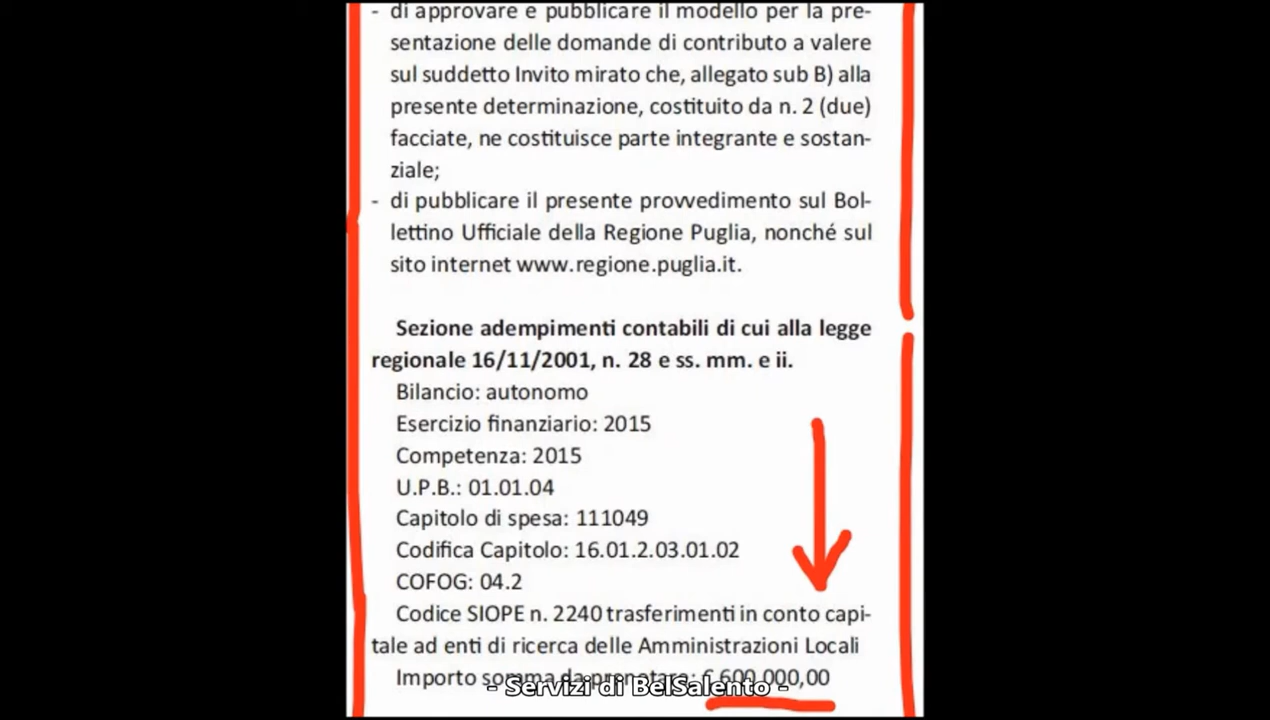 - di approvare e pubblicare il modello per la pre-
sentazione delle domande di contributo a valere
sul suddetto Invito mirato che, allegato sub B) alla
presente determinazione, costituito da n. 2 (due)
facciate, ne costituisce parte integrante e sostan-
ziale;
- di pubblicare il presente provvedimento sul Bol-
lettino Ufficiale della Regione Puglia, nonché sul
sito internet www.regione.puglia.it.
Sezione adempimenti contabili di cui alla legge
regionale 16/11/2001, n. 28 e ss. mm. e ii.
Bilancio: autonomo
Esercizio finanziario: 2015
Competenza: 2015
U.P.B.: 01.01.04
Capitolo di spesa: 111049
Codifica Capitolo: 16.01.2.03.01.02
COFOG: 04.2
Codice SIOPE n. 2240 trasferimenti in conto capi-
tale ad enti di ricerca delle Amministrazioni Locali
Importo somma da prenotare: € 600.000,00
- Servizi di BelSalento -